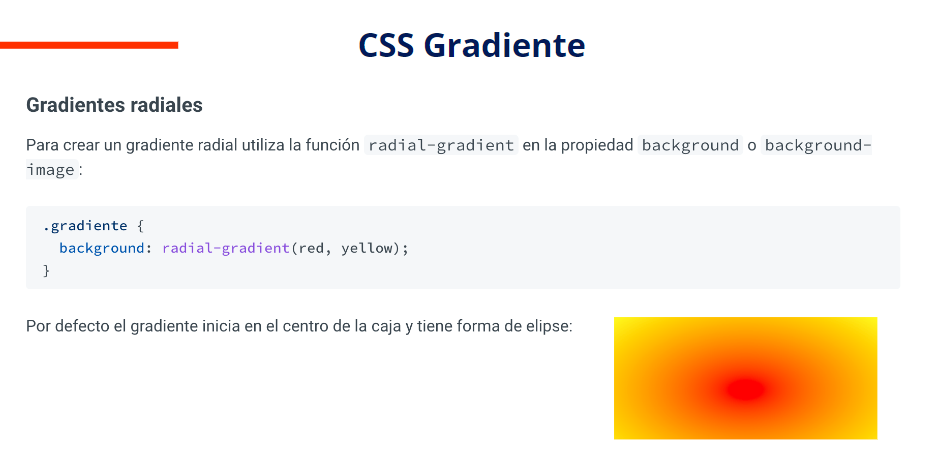 CSS Gradiente
Gradientes radiales
Para crear un gradiente radial utiliza la función radial-gradient en la propiedad background o background-
image :
.gradiente {
  background: radial-gradient(red, yellow);
}
Por defecto el gradiente inicia en el centro de la caja y tiene forma de elipse: